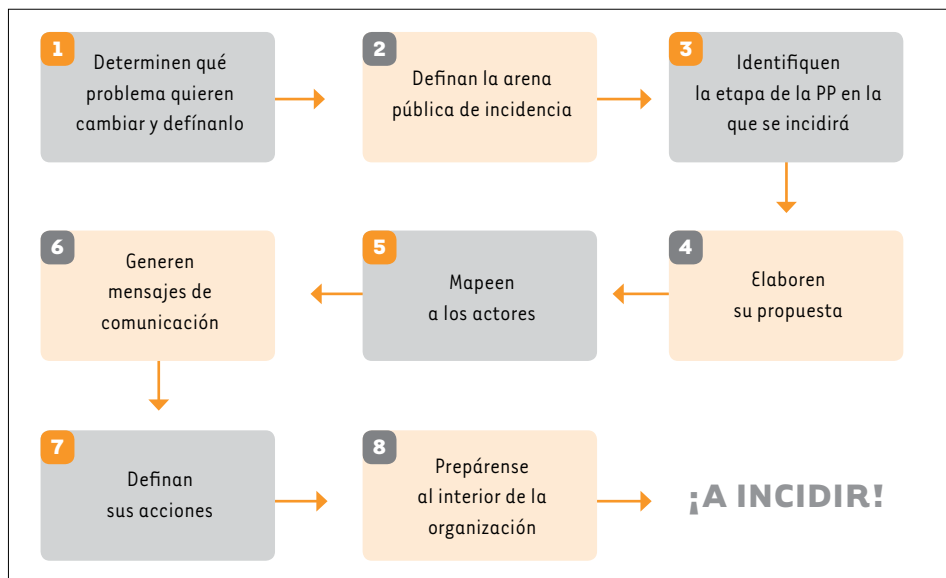 1
Determinen qué
problema quieren
cambiar y defínanlo
2
Definan la arena
pública de incidencia
3
Identifiquen
la etapa de la PP en la
que se incidirá
4
Elaboren
su propuesta
5
Mapeen
a los actores
6
Generen
mensajes de
comunicación
7
Definan
sus acciones
8
Prepárense
al interior de la
organización
¡A INCIDIR!